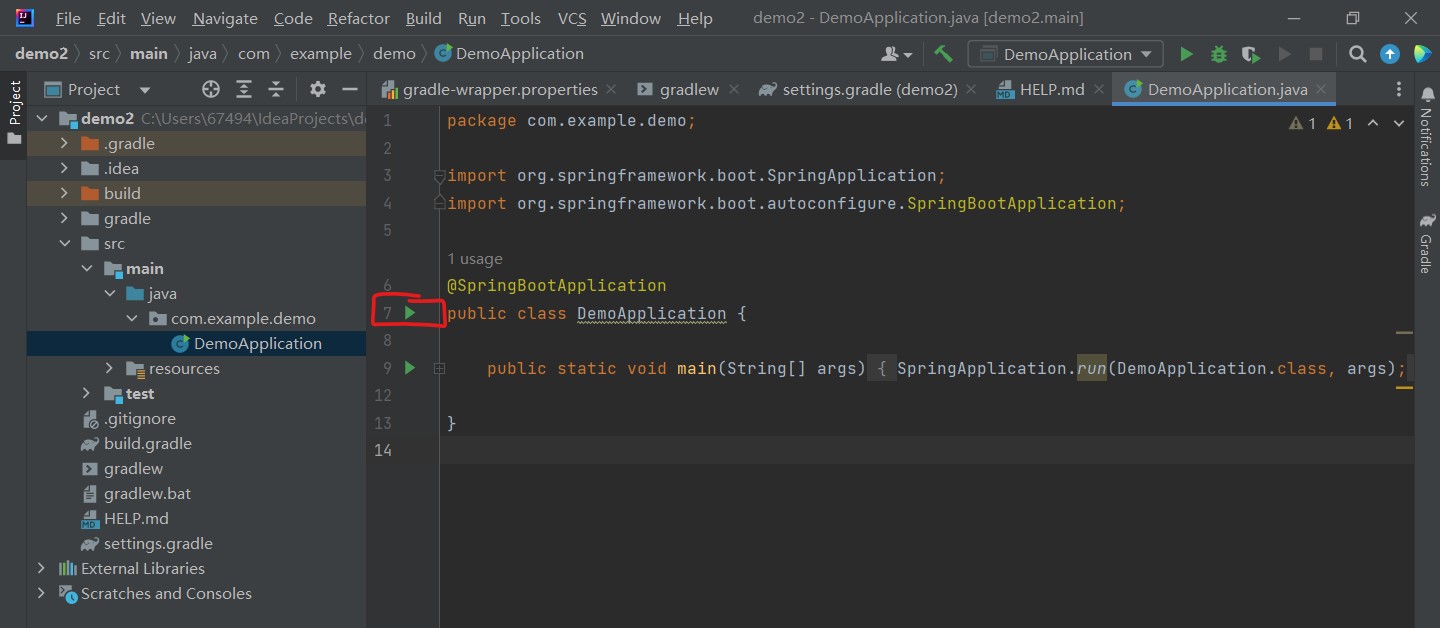 File Edit View Navigate Code Refactor Build Run Tools VCS Window Help demo2 - DemoApplication.java [demo2.main]
demo2 src main java com example demo DemoApplication DemoApplication
Project
Project
gradle-wrapper.properties gradlew settings.gradle (demo2) HELP.md DemoApplication.java
demo2 C:\Users\67494\IdeaProjects\de
.gradle
.idea
build
gradle
src
main
java
com.example.demo
DemoApplication
resources
test
.gitignore
build.gradle
gradlew
gradlew.bat
HELP.md
settings.gradle
External Libraries
Scratches and Consoles
1 package com.example.demo;
2
3 import org.springframework.boot.SpringApplication;
4 import org.springframework.boot.autoconfigure.SpringBootApplication;
5
1 usage
6 @SpringBootApplication
7 public class DemoApplication {
8
9 public static void main(String[] args) { SpringApplication.run(DemoApplication.class, args);
12
13 }
14
1 1
Notifications
Gradle